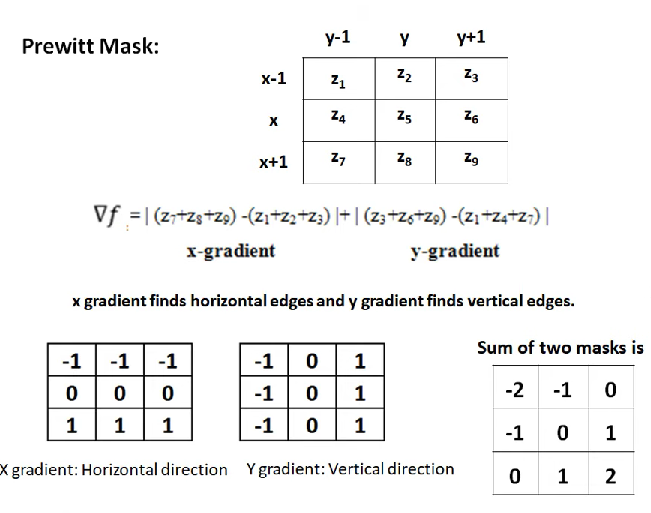 Prewitt Mask:
y-1 y y+1
x-1 z₁ z₂ z₃
x z₄ z₅ z₆
x+1 z₇ z₈ z₉
∇f =| (z₇+z₈+z₉) -(z₁+z₂+z₃) |+| (z₃+z₆+z₉) -(z₁+z₄+z₇) |
x-gradient y-gradient
x gradient finds horizontal edges and y gradient finds vertical edges.
-1 -1 -1
0 0 0
1 1 1
X gradient: Horizontal direction
-1 0 1
-1 0 1
-1 0 1
Y gradient: Vertical direction
Sum of two masks is
-2 -1 0
-1 0 1
0 1 2